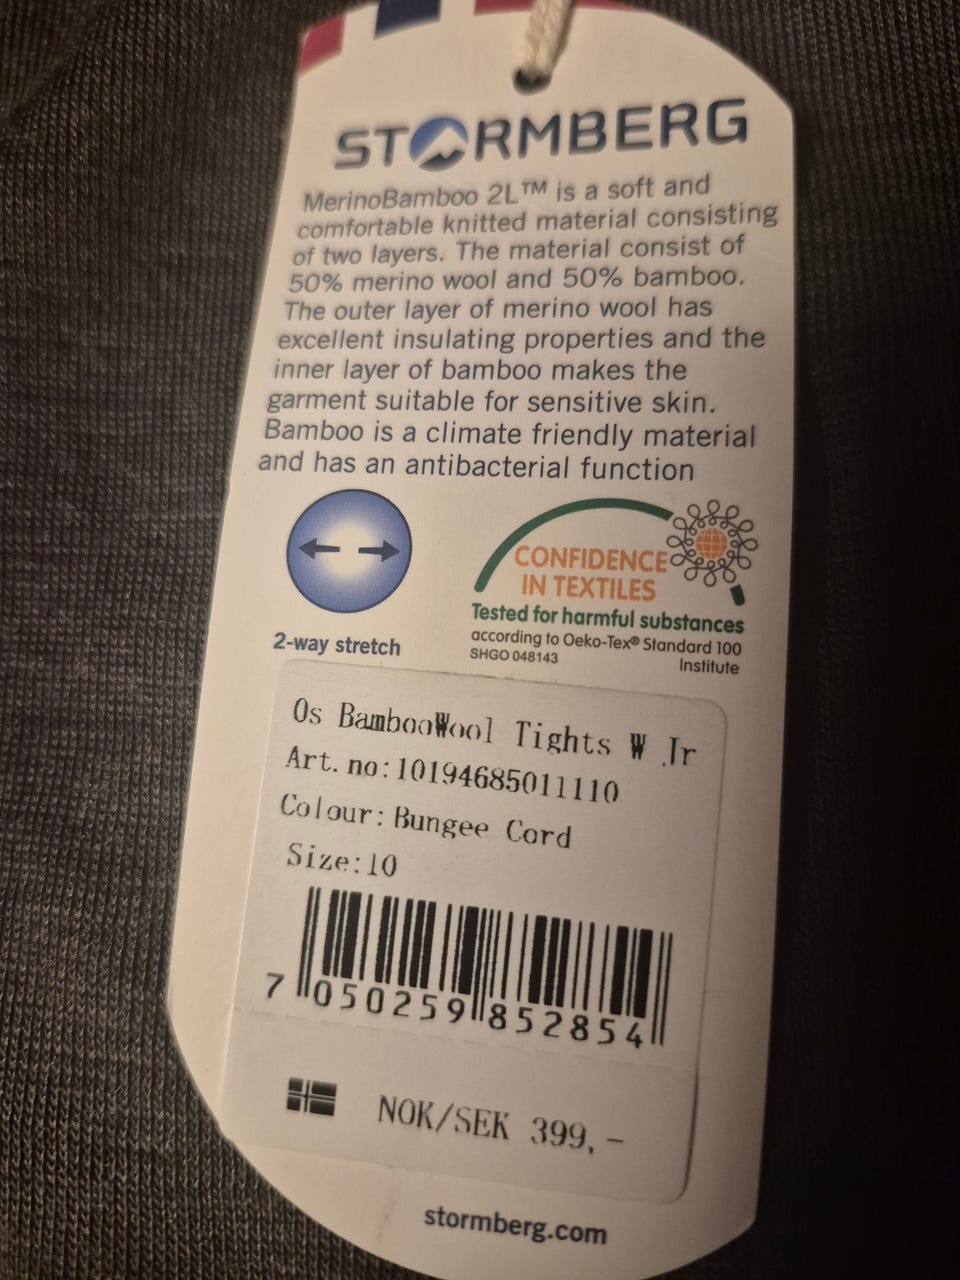 STORMBERG
MerinoBamboo 2L™ is a soft and
comfortable knitted material consisting
of two layers. The material consist of
50% merino wool and 50% bamboo.
The outer layer of merino wool has
excellent insulating properties and the
inner layer of bamboo makes the
garment suitable for sensitive skin.
Bamboo is a climate friendly material
and has an antibacterial function
CONFIDENCE
IN TEXTILES
Tested for harmful substances
according to Oeko-Tex® Standard 100
SHGO 048143 Institute
2-way stretch
Os BambooWool Tights W Jr
Art.no:10194685011110
Colour:Bungee Cord
Size:10
7 050259 852854
NOK/SEK 399,-
stormberg.com